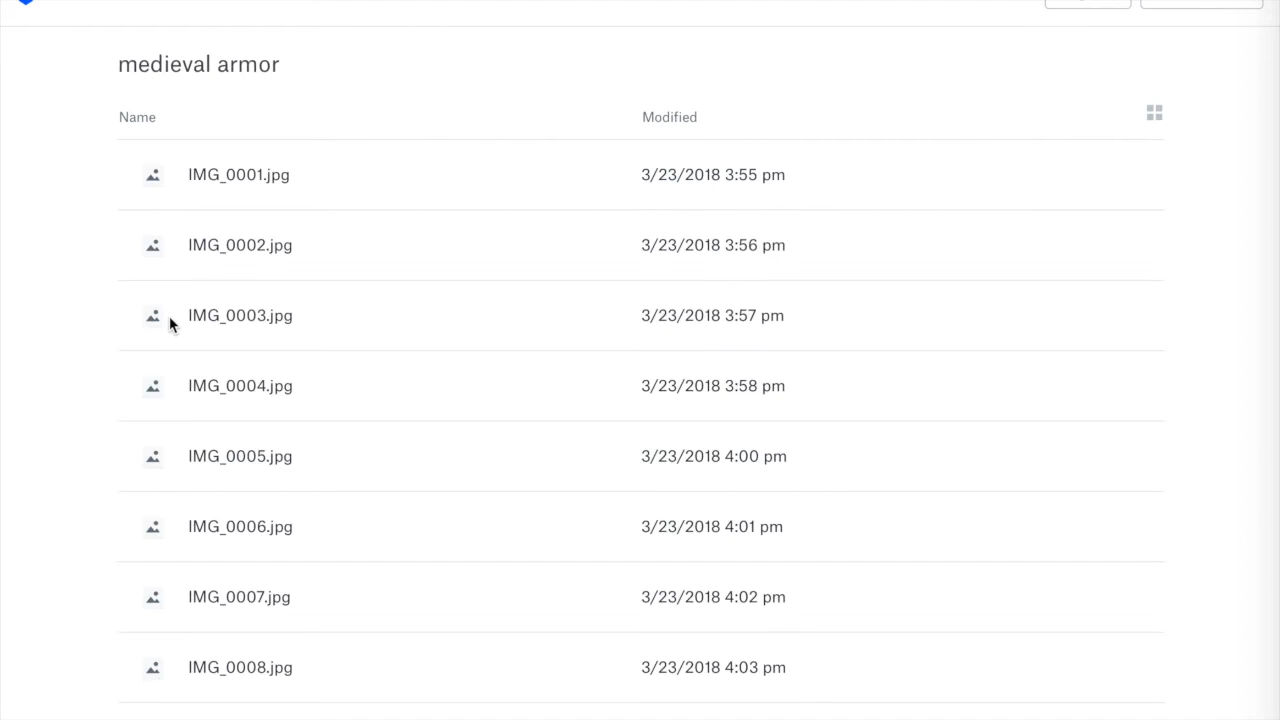 medieval armor
Name Modified
IMG_0001.jpg 3/23/2018 3:55 pm
IMG_0002.jpg 3/23/2018 3:56 pm
IMG_0003.jpg 3/23/2018 3:57 pm
IMG_0004.jpg 3/23/2018 3:58 pm
IMG_0005.jpg 3/23/2018 4:00 pm
IMG_0006.jpg 3/23/2018 4:01 pm
IMG_0007.jpg 3/23/2018 4:02 pm
IMG_0008.jpg 3/23/2018 4:03 pm